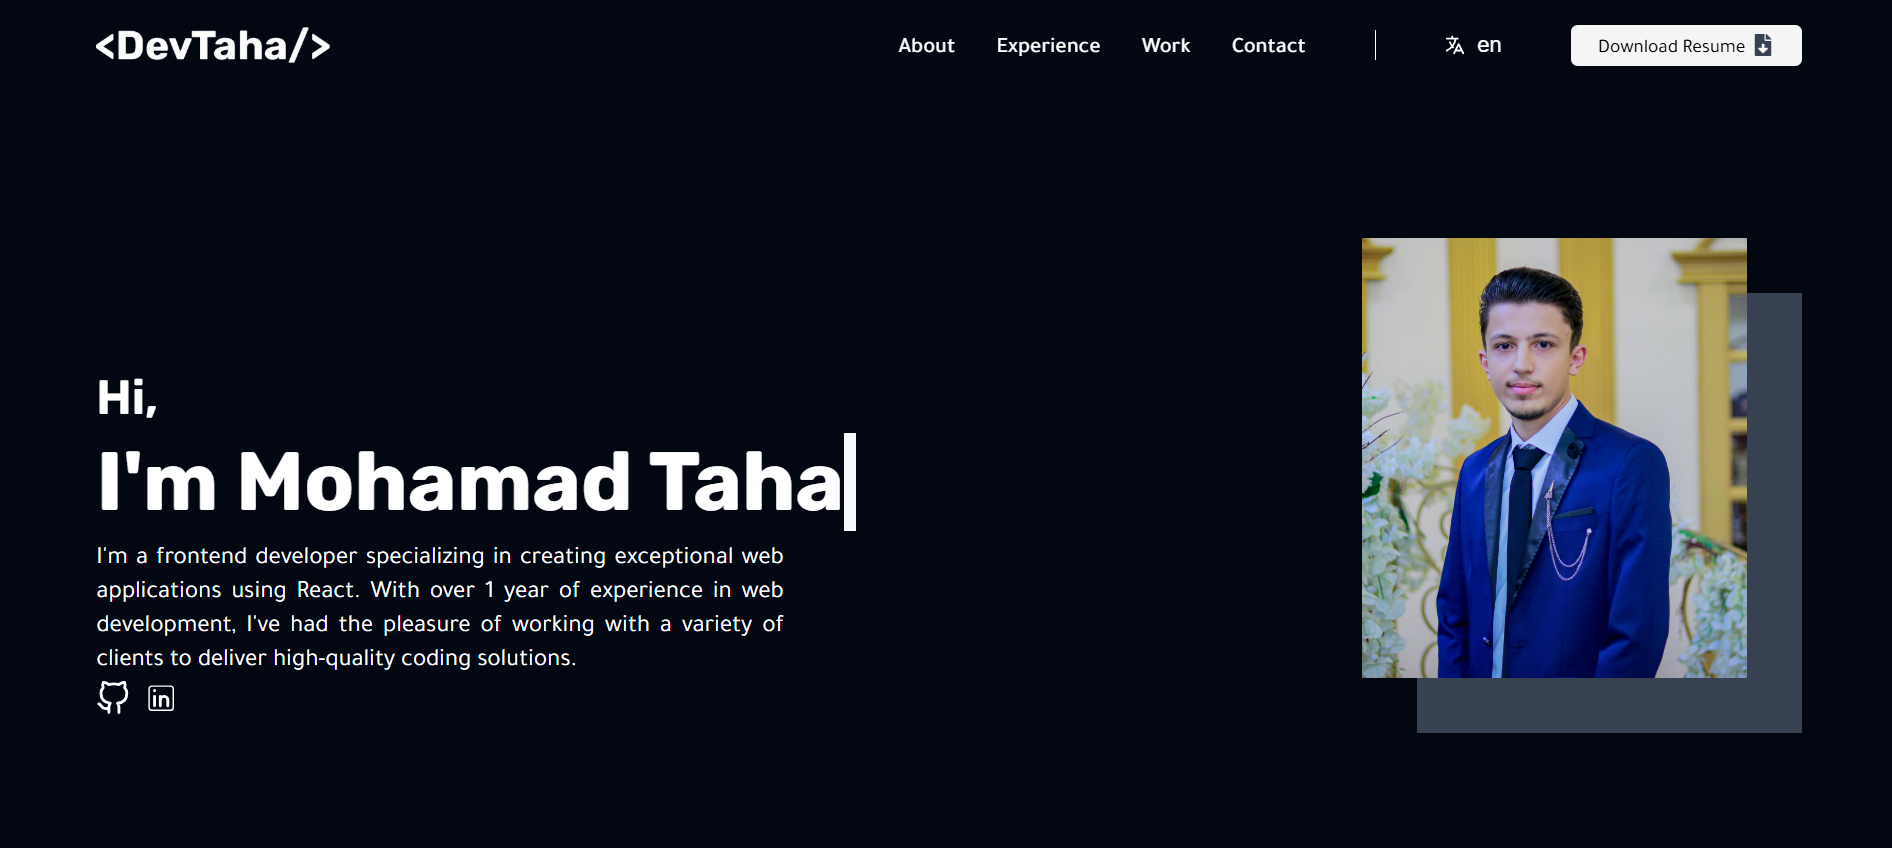 <DevTaha/>
About Experience Work Contact en Download Resume
Hi,
I'm Mohamad Taha
I'm a frontend developer specializing in creating exceptional web
applications using React. With over 1 year of experience in web
development, I've had the pleasure of working with a variety of
clients to deliver high-quality coding solutions.
in